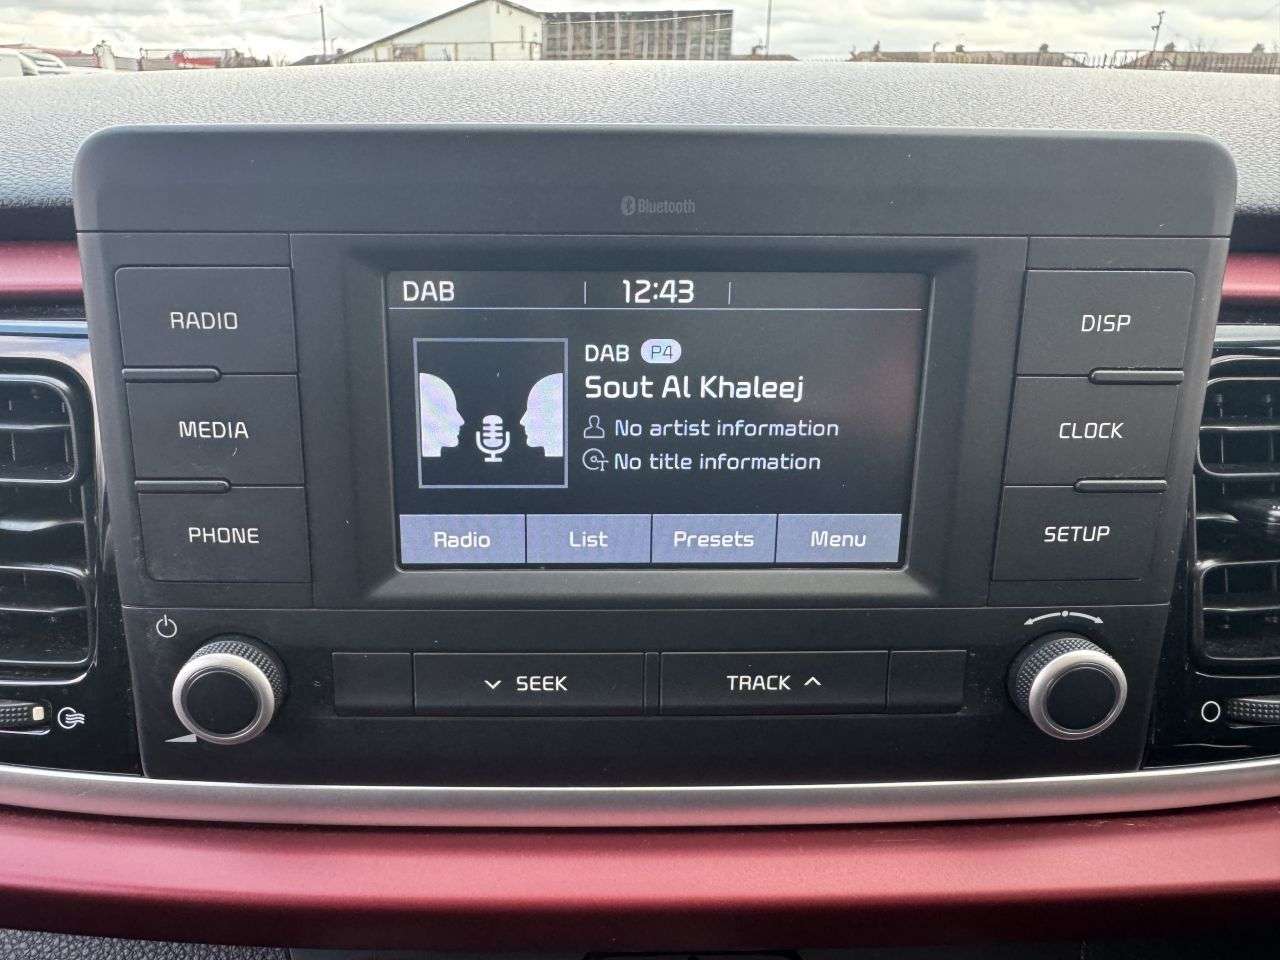 Bluetooth
RADIO
MEDIA
PHONE
DAB 12:43
DAB P4
Sout Al Khaleej
No artist information
No title information
Radio List Presets Menu
DISP
CLOCK
SETUP
SEEK
TRACK